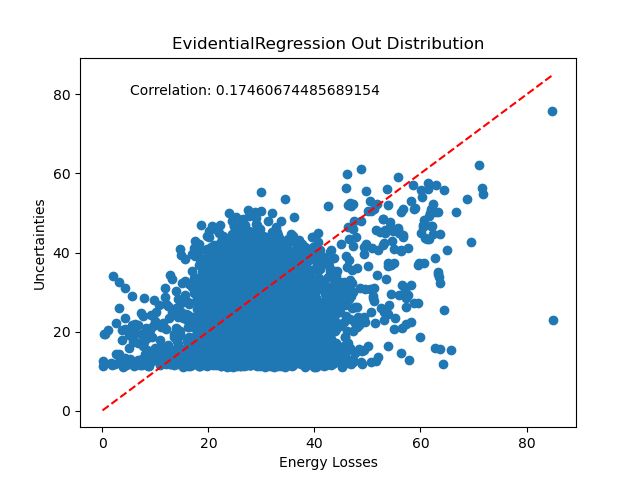 EvidentialRegression Out Distribution
Correlation: 0.17460674485689154
80
60
40
20
0
Uncertainties
0 20 40 60 80
Energy Losses